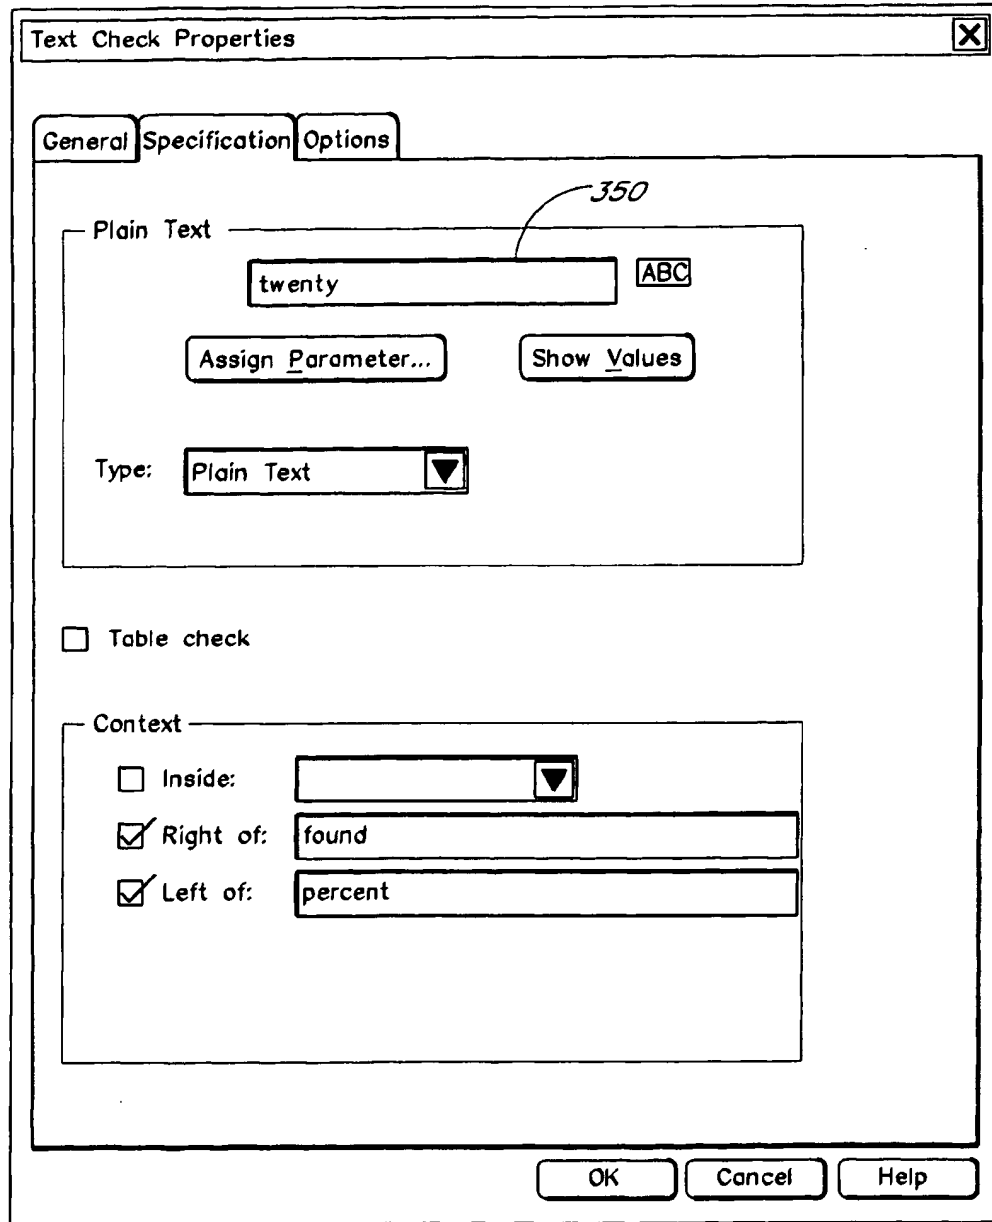 Text Check Properties
General Specification Options
350
Plain Text
twenty ABC
Assign Parameter... Show Values
Type: Plain Text
Table check
Context
Inside:
Right of: found
Left of: percent
OK Cancel Help